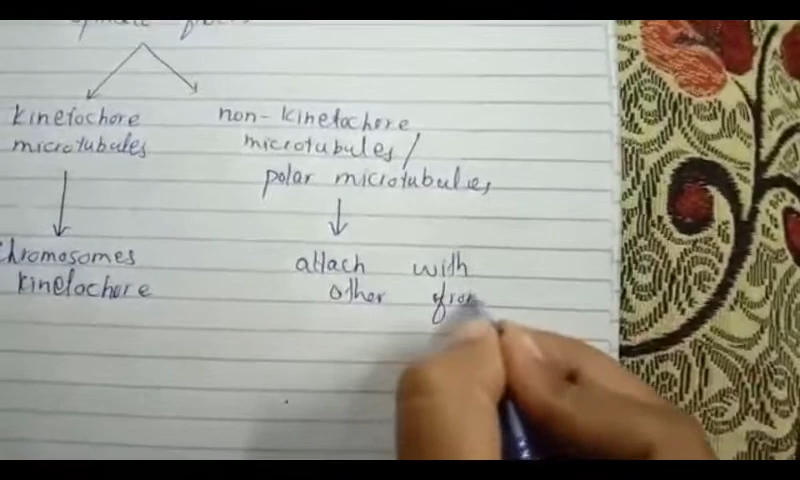 kinetochore
microtubules
non-kinetochore
microtubules/
polar microtubules
chromosomes
kinetochore
attach with
other